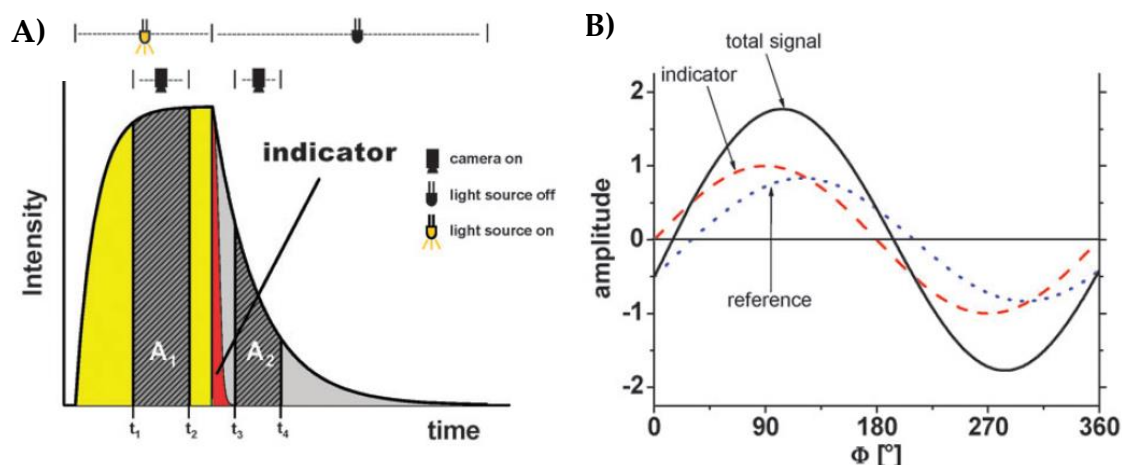 A)
indicator
camera on
light source off
light source on
Intensity
A₁
A₂
t₁ t₂ t₃ t₄
time
B)
total signal
indicator
reference
amplitude
2
1
0
-1
-2
0 90 180 270 360
Φ [°]